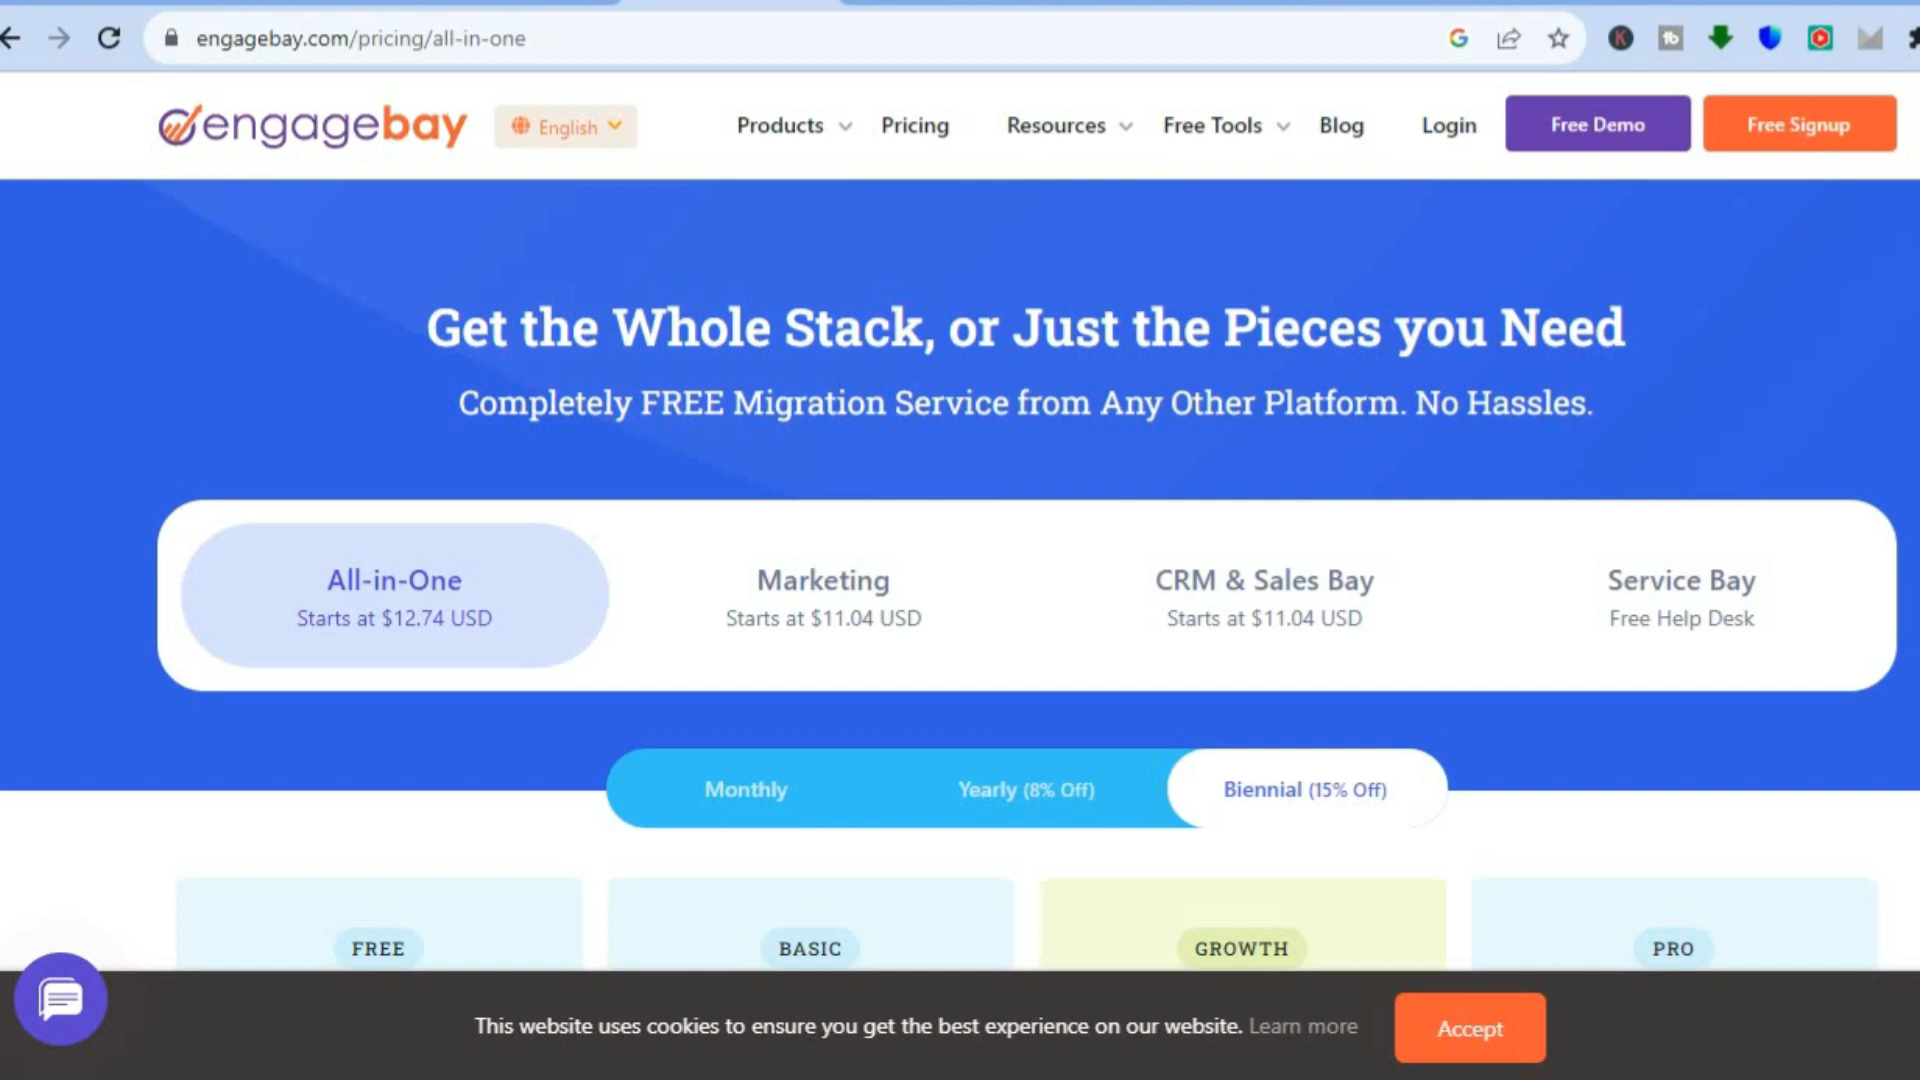 engagebay.com/pricing/all-in-one
engagebay
English
Products
Pricing
Resources
Free Tools
Blog
Login
Free Demo
Free Signup
Get the Whole Stack, or Just the Pieces you Need
Completely FREE Migration Service from Any Other Platform. No Hassles.
All-in-One
Starts at $12.74 USD
Marketing
Starts at $11.04 USD
CRM & Sales Bay
Starts at $11.04 USD
Service Bay
Free Help Desk
Monthly
Yearly (8% Off)
Biennial (15% Off)
FREE
BASIC
GROWTH
PRO
This website uses cookies to ensure you get the best experience on our website. Learn more
Accept